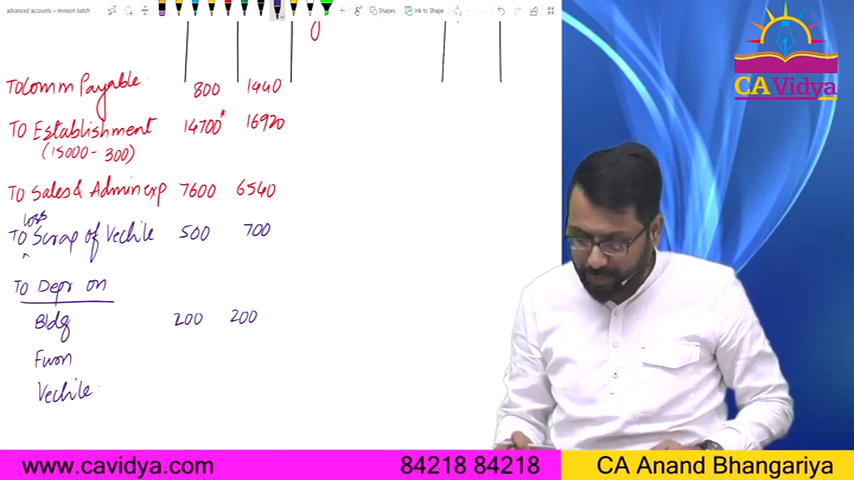 advanced accounts + revision batch
Shapes
Ink to Shape
CA Vidya
To Comm Payable 800 1440
TO Establishment 14700* 16920
(15000 - 300)
To Sales & Admin exp 7600 6540
loss
TO Scrap of Vechile 500 700
To Depr on
Bldg 200 200
Furn
Vechile
www.cavidya.com 84218 84218 CA Anand Bhangariya